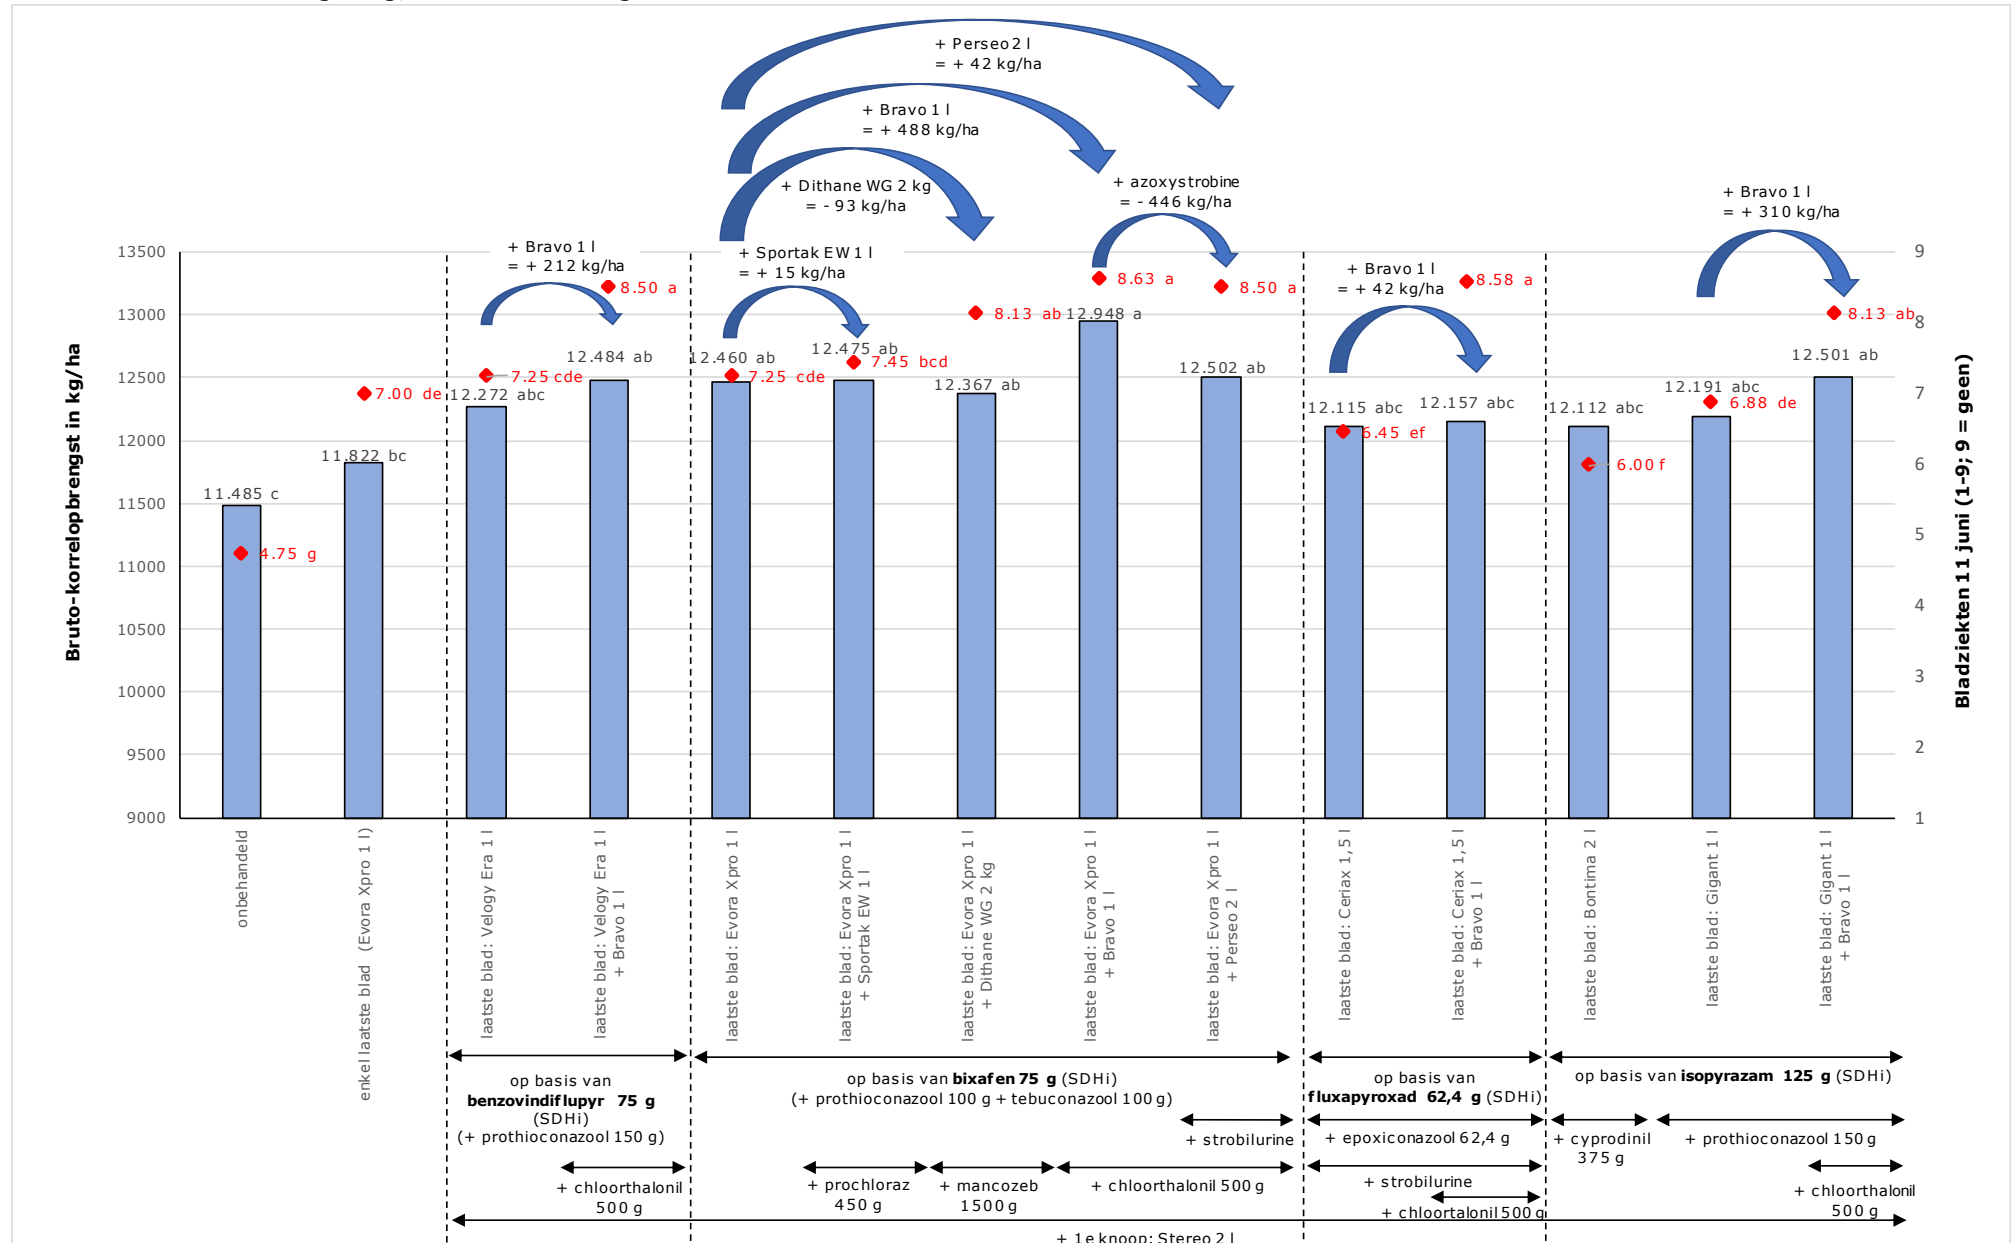 + Perseo 2 l
= + 42 kg/ha
+ Bravo 1 l
= + 488 kg/ha
+ Dithane WG 2 kg
= - 93 kg/ha
+ azoxystrobine
= - 446 kg/ha
+ Bravo 1 l
= + 310 kg/ha
+ Bravo 1 l
= + 212 kg/ha
+ Sportak EW 1 l
= + 15 kg/ha
+ Bravo 1 l
= + 42 kg/ha
Bruto-korrelopbrengst in kg/ha
13500
13000
12500
12000
11500
11000
10500
10000
9500
9000
Bladziekten 11 juni (1-9; 9 = geen)
9
8
7
6
5
4
3
2
1
11.485 c
11.822 bc
12.272 abc
12.484 ab
12.460 ab
12.475 ab
12.367 ab
12.948 a
12.502 ab
12.115 abc
12.157 abc
12.112 abc
12.191 abc
12.501 ab
4.75 g
7.00 de
7.25 cde
8.50 a
7.25 cde
7.45 bcd
8.13 ab
8.63 a
8.50 a
6.45 ef
8.58 a
6.00 f
6.88 de
8.13 ab
onbehandeld
enkel laatste blad (Evora Xpro 1 l)
laatste blad: Velogy Era 1 l
laatste blad: Velogy Era 1 l
+ Bravo 1 l
laatste blad: Evora Xpro 1 l
laatste blad: Evora Xpro 1 l
+ Sportak EW 1 l
laatste blad: Evora Xpro 1 l
+ Dithane WG 2 kg
laatste blad: Evora Xpro 1 l
+ Bravo 1 l
laatste blad: Evora Xpro 1 l
+ Perseo 2 l
laatste blad: Ceriax 1,5 l
laatste blad: Ceriax 1,5 l
+ Bravo 1 l
laatste blad: Bontima 2 l
laatste blad: Gigant 1 l
laatste blad: Gigant 1 l
+ Bravo 1 l
op basis van
benzovindiflupyr 75 g
(SDHi)
(+ prothioconazool 150 g)
+ chloorthalonil
500 g
op basis van bixafen 75 g (SDHi)
(+ prothioconazool 100 g + tebuconazool 100 g)
+ strobilurine
+ prochloraz
450 g
+ mancozeb
1500 g
+ chloorthalonil 500 g
op basis van
fluxapyroxad 62,4 g (SDHi)
+ epoxiconazool 62,4 g
+ strobilurine
+ chloortalonil 500 g
op basis van isopyrazam 125 g (SDHi)
+ cyprodinil
375 g
+ prothioconazool 150 g
+ chloorthalonil
500 g
+ 1e knoop: Stereo 2 l